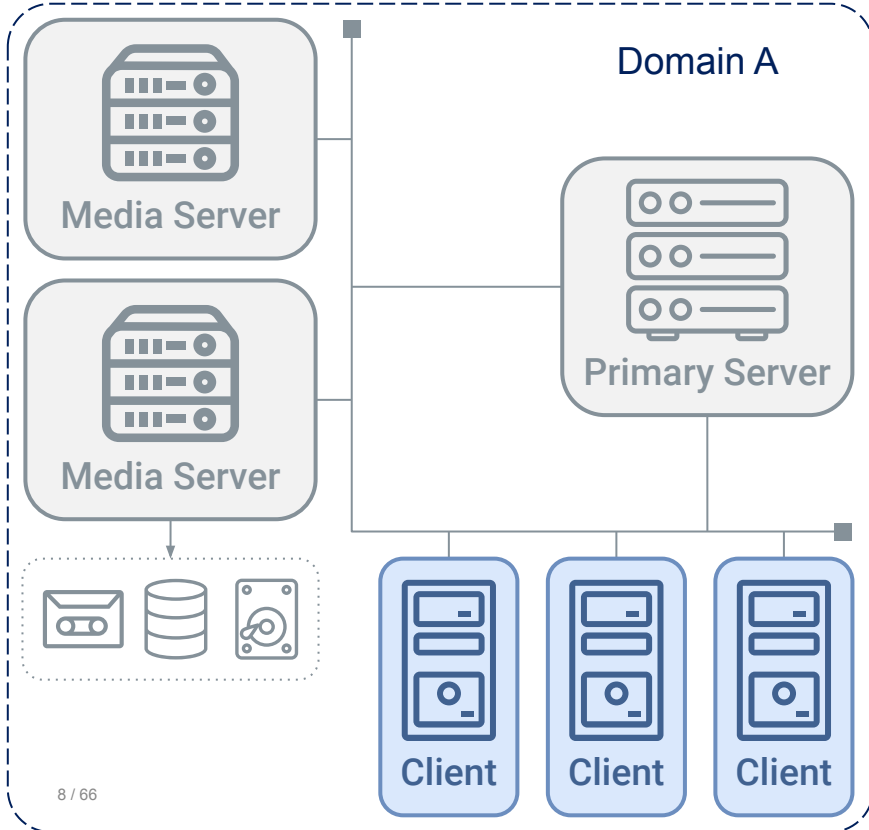 Domain A
Media Server
Primary Server
Media Server
Client
Client
Client
8 / 66